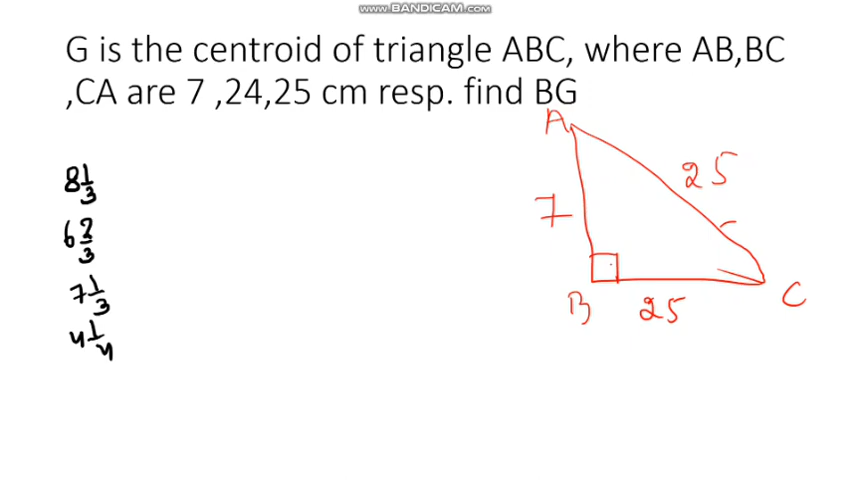 www.BANDICAM.com
G is the centroid of triangle ABC, where AB,BC
,CA are 7 ,24,25 cm resp. find BG
A
25
8 1/3
7
6 2/3
7 1/3
B
25
C
4 1/4